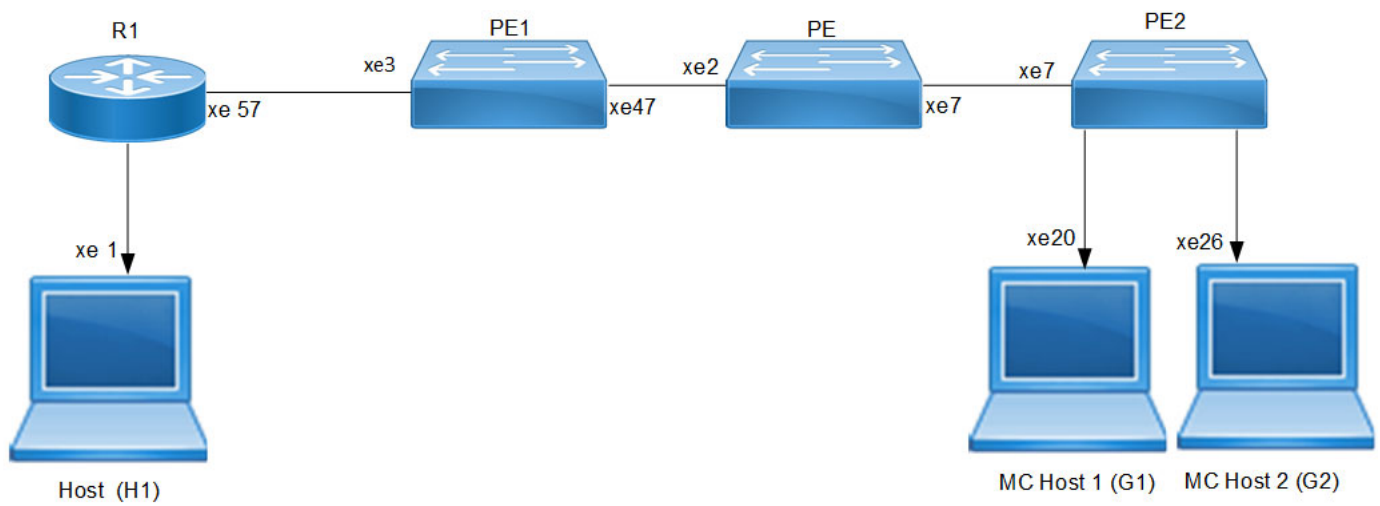 R1
PE1
PE
PE2
xe3
xe2
xe7
xe 57
xe47
xe7
xe 1
xe20
xe26
Host (H1)
MC Host 1 (G1)
MC Host 2 (G2)